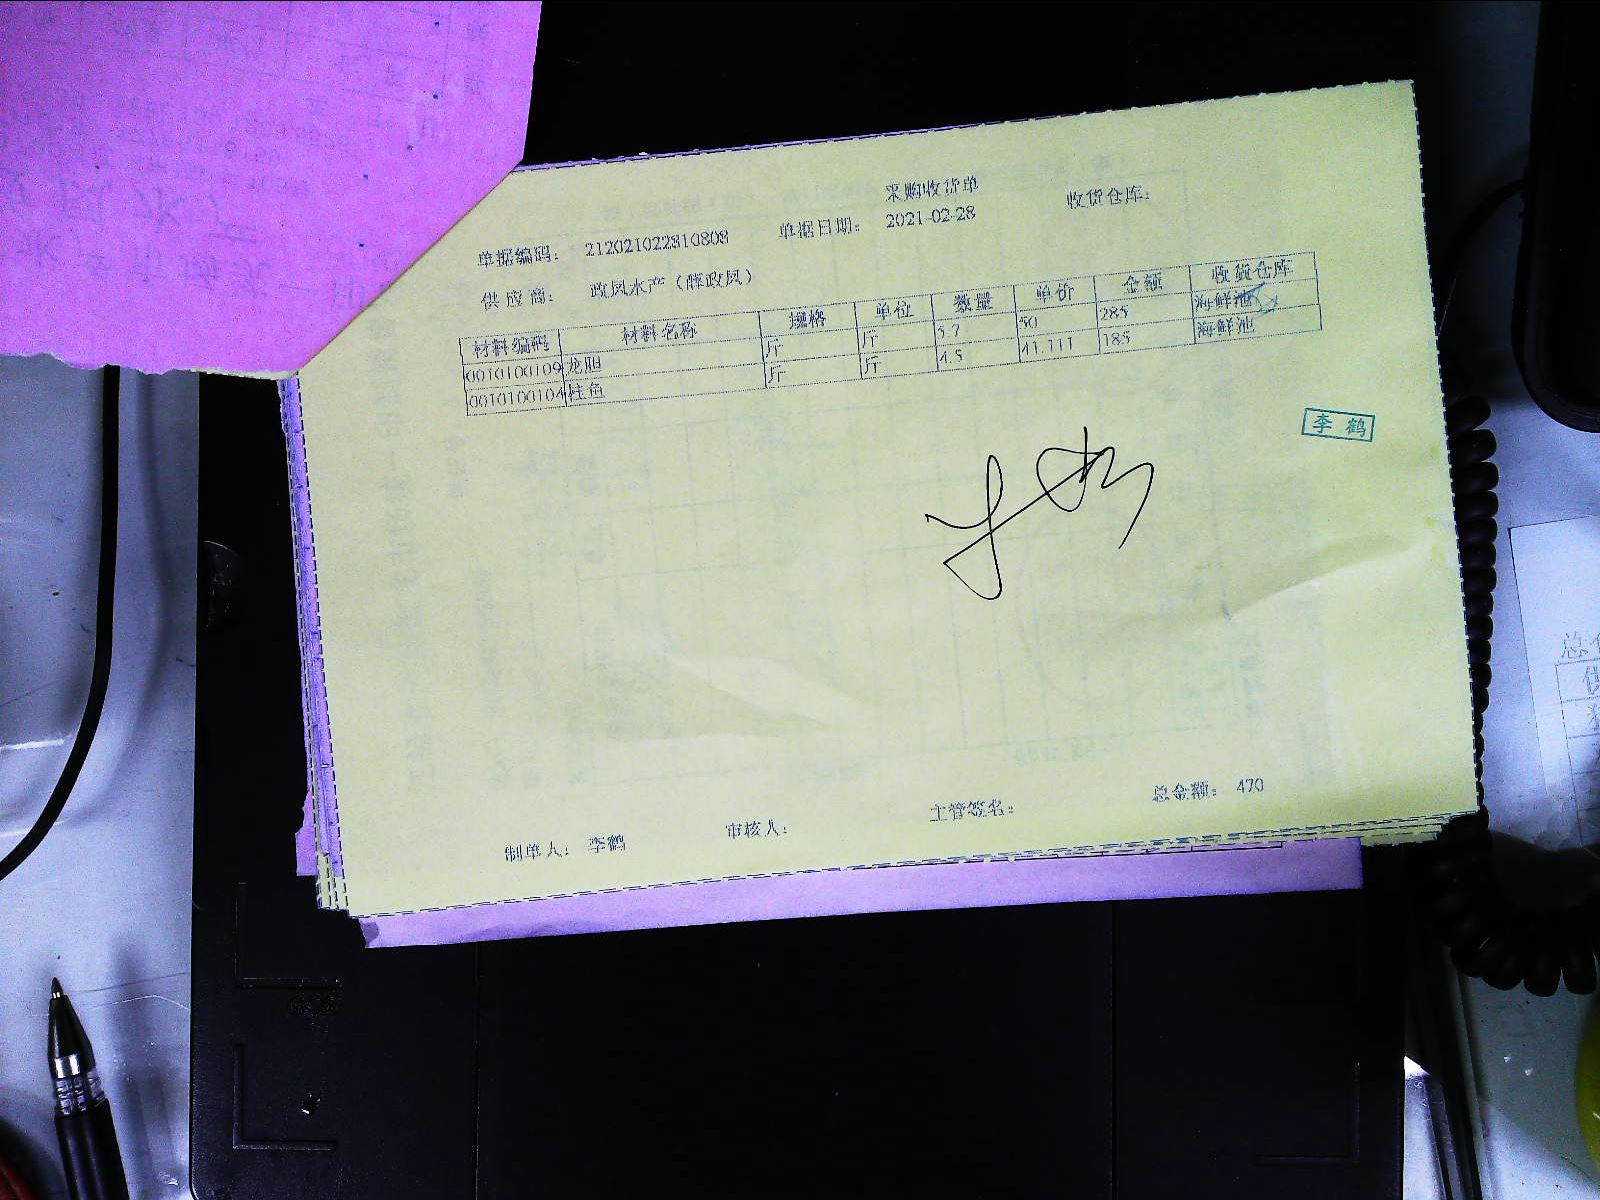 采购收货单
单据编码： 212021022810808 单据日期： 2021-02-28 收货仓库：
供应商： 政凤水产（薛政凤）
材料编码 材料名称 规格 单位 数量 单价 金额 收货仓库
0010100109 龙胆 斤 斤 5.7 50 285 海鲜池
0010100104 桂鱼 斤 斤 4.5 41.111 185 海鲜池
李鹤
制单人： 李鹤 审核人： 主管签名： 总金额： 470